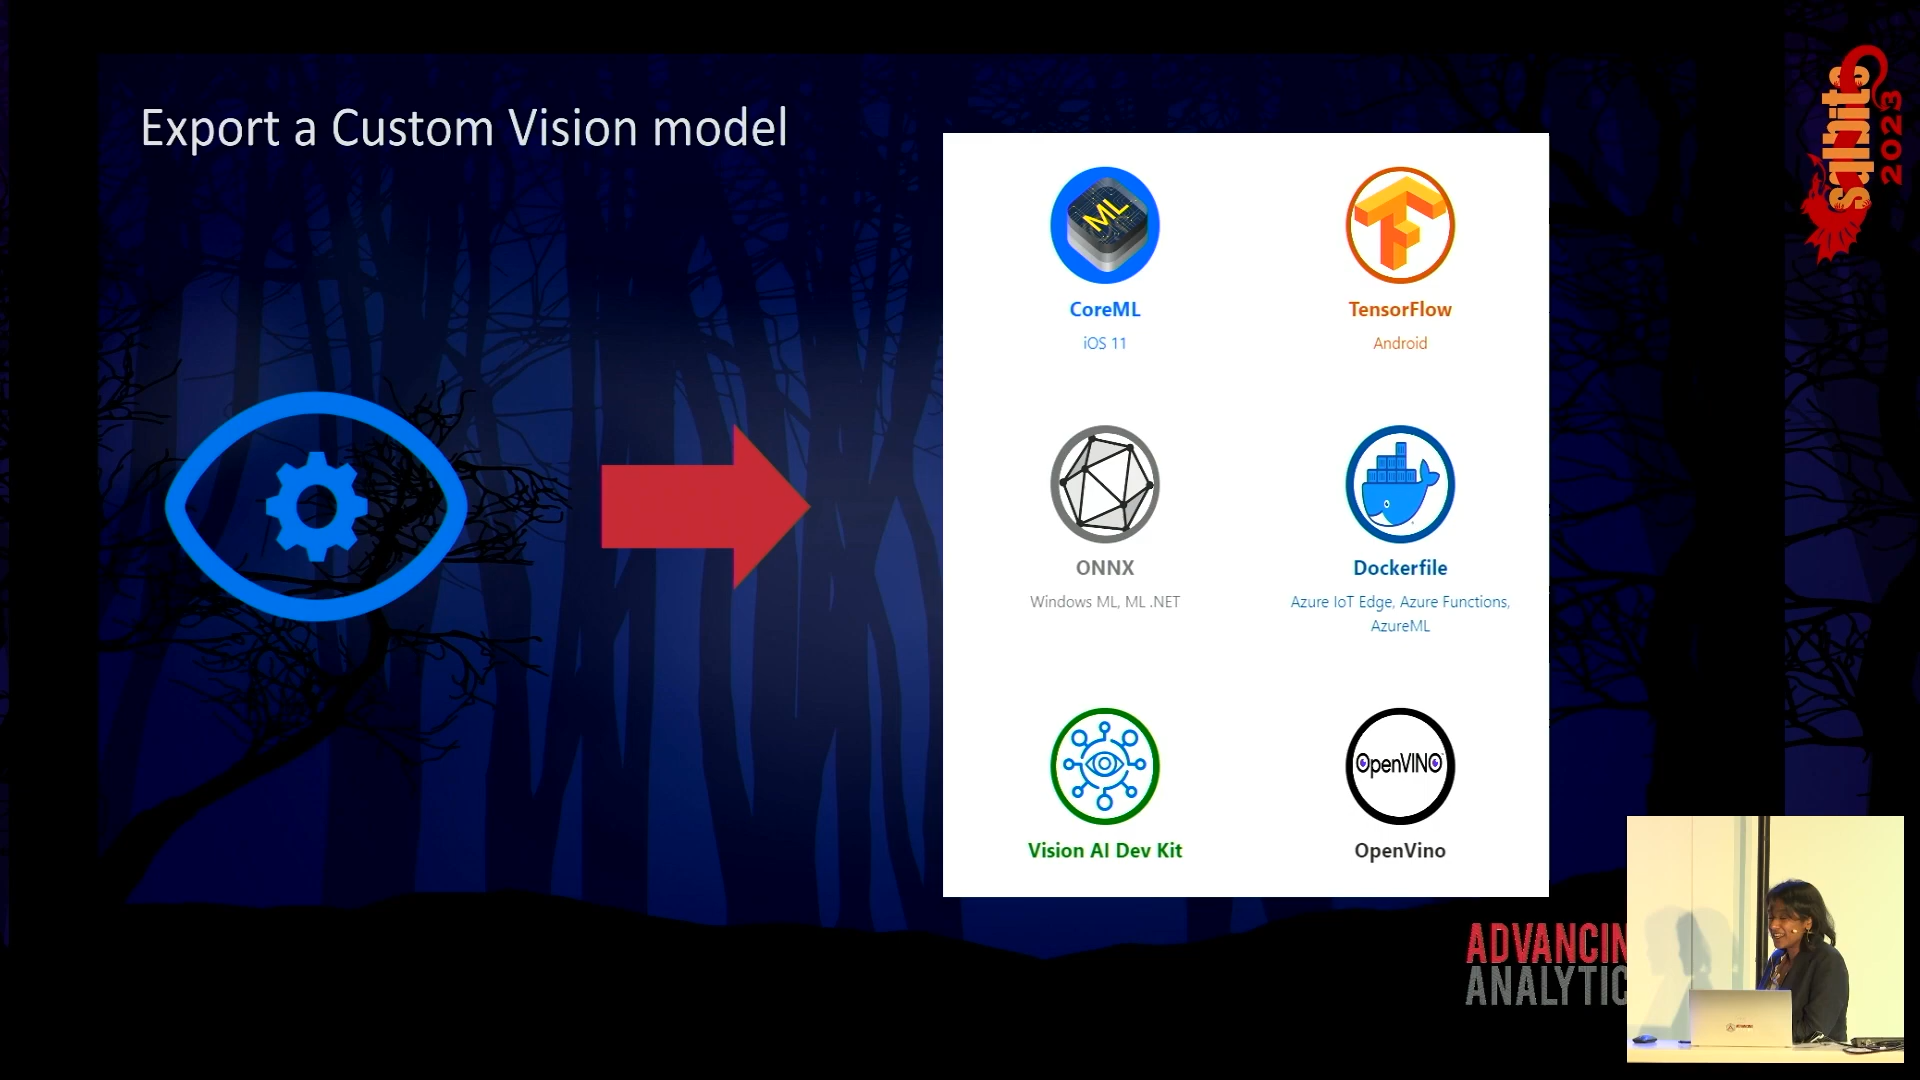 Export a Custom Vision model
ML
CoreML
iOS 11
TensorFlow
Android
ONNX
Windows ML, ML .NET
Dockerfile
Azure IoT Edge, Azure Functions,
AzureML
Vision AI Dev Kit
OpenVINO
OpenVino
sqlbits
2023
ADVANCIN
ANALYTIC